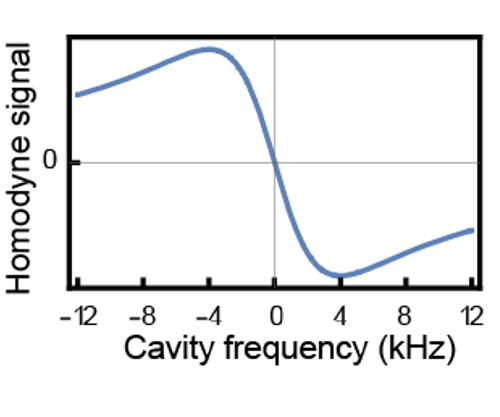 Homodyne signal
0
−12 −8 −4 0 4 8 12
Cavity frequency (kHz)